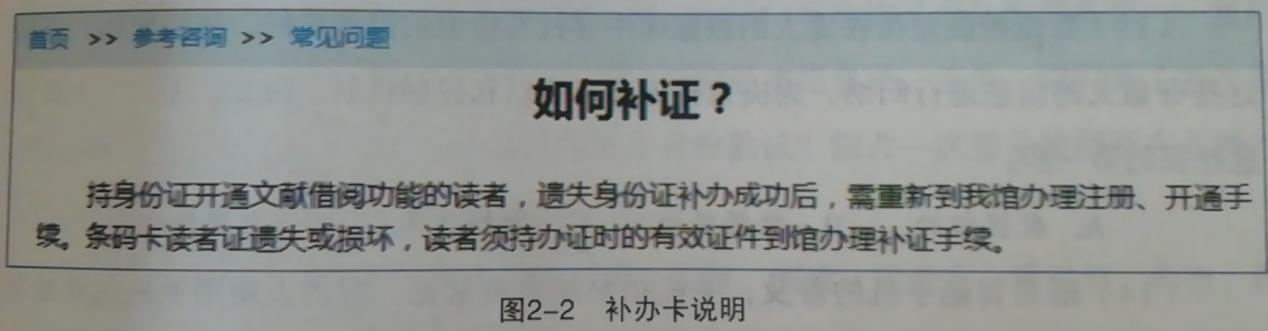 首页 >> 参考咨询 >> 常见问题
如何补证？
持身份证开通文献借阅功能的读者，遗失身份证补办成功后，需重新到我馆办理注册、开通手
续。条码卡读者证遗失或损坏，读者须持办证时的有效证件到馆办理补证手续。
图2-2 补办卡说明